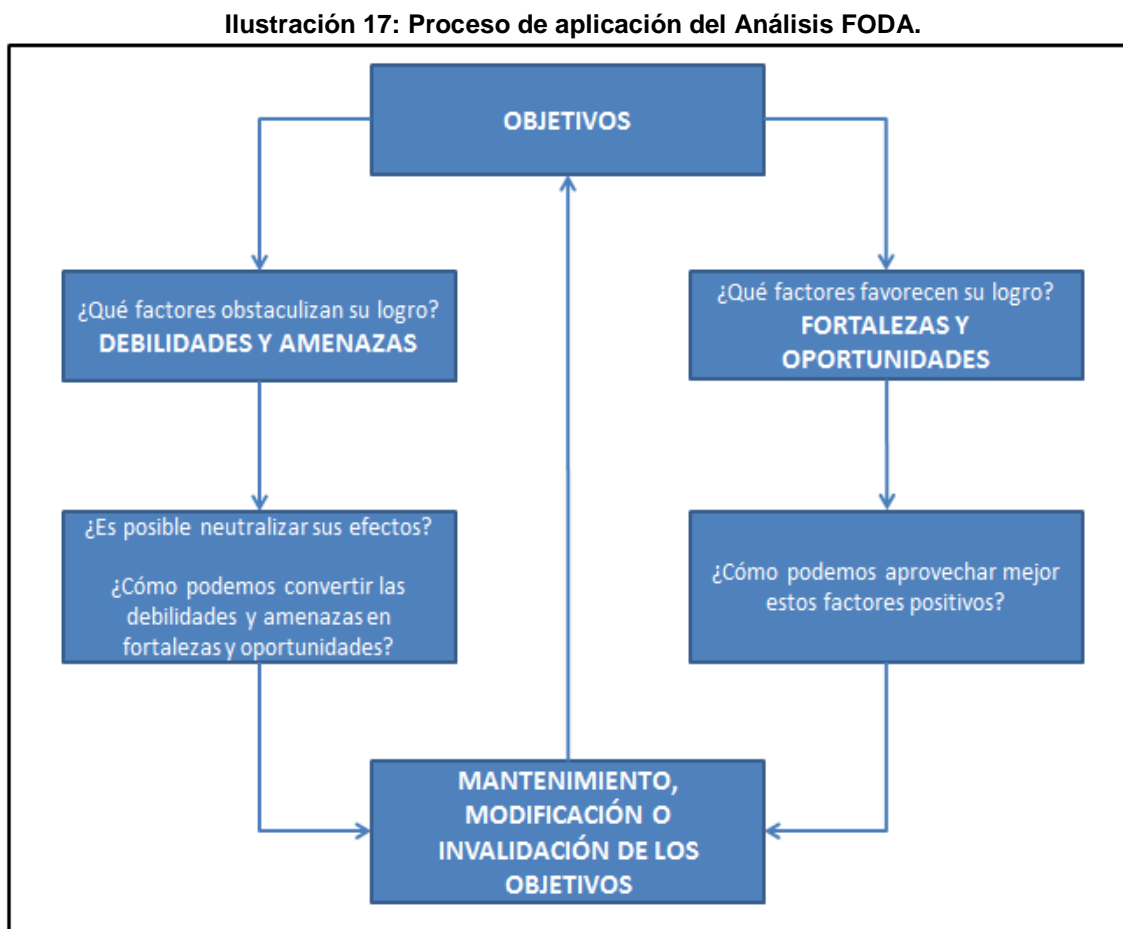 Ilustración 17: Proceso de aplicación del Análisis FODA.
OBJETIVOS
¿Qué factores obstaculizan su logro?
DEBILIDADES Y AMENAZAS
¿Qué factores favorecen su logro?
FORTALEZAS Y
OPORTUNIDADES
¿Es posible neutralizar sus efectos?
¿Cómo podemos convertir las
debilidades y amenazas en
fortalezas y oportunidades?
¿Cómo podemos aprovechar mejor
estos factores positivos?
MANTENIMIENTO,
MODIFICACIÓN O
INVALIDACIÓN DE LOS
OBJETIVOS